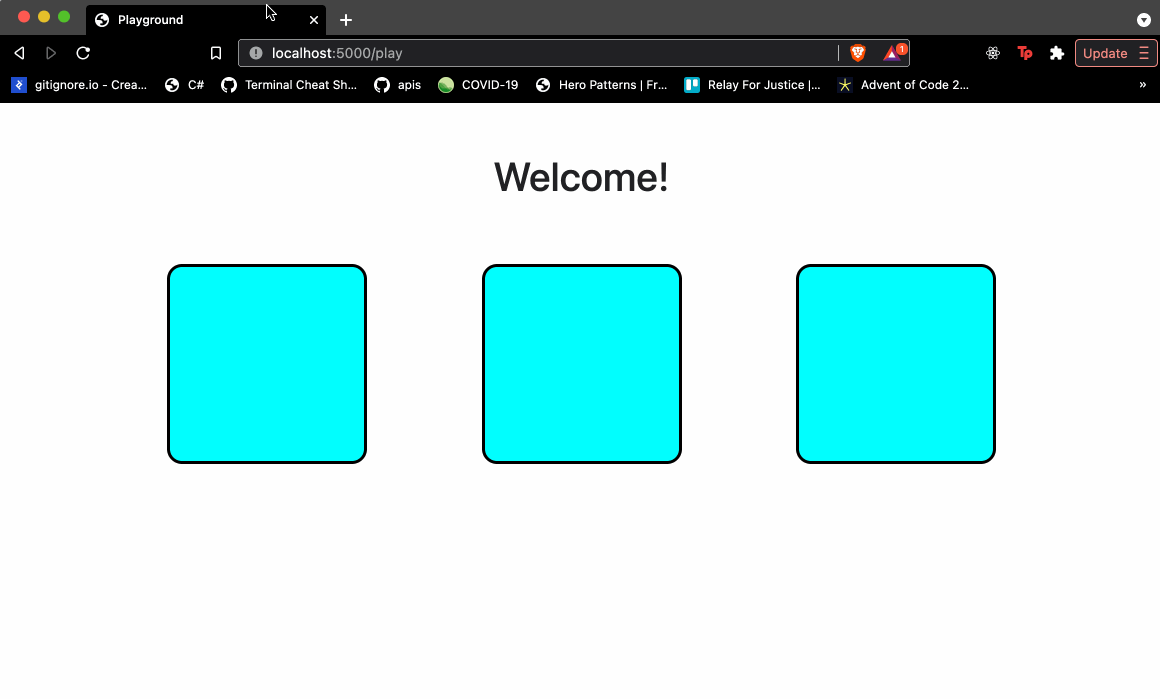 Playground
localhost:5000/play
1
Tp
Update
gitignore.io - Crea...
C#
Terminal Cheat Sh...
apis
COVID-19
Hero Patterns | Fr...
Relay For Justice |...
Advent of Code 2...
»
Welcome!